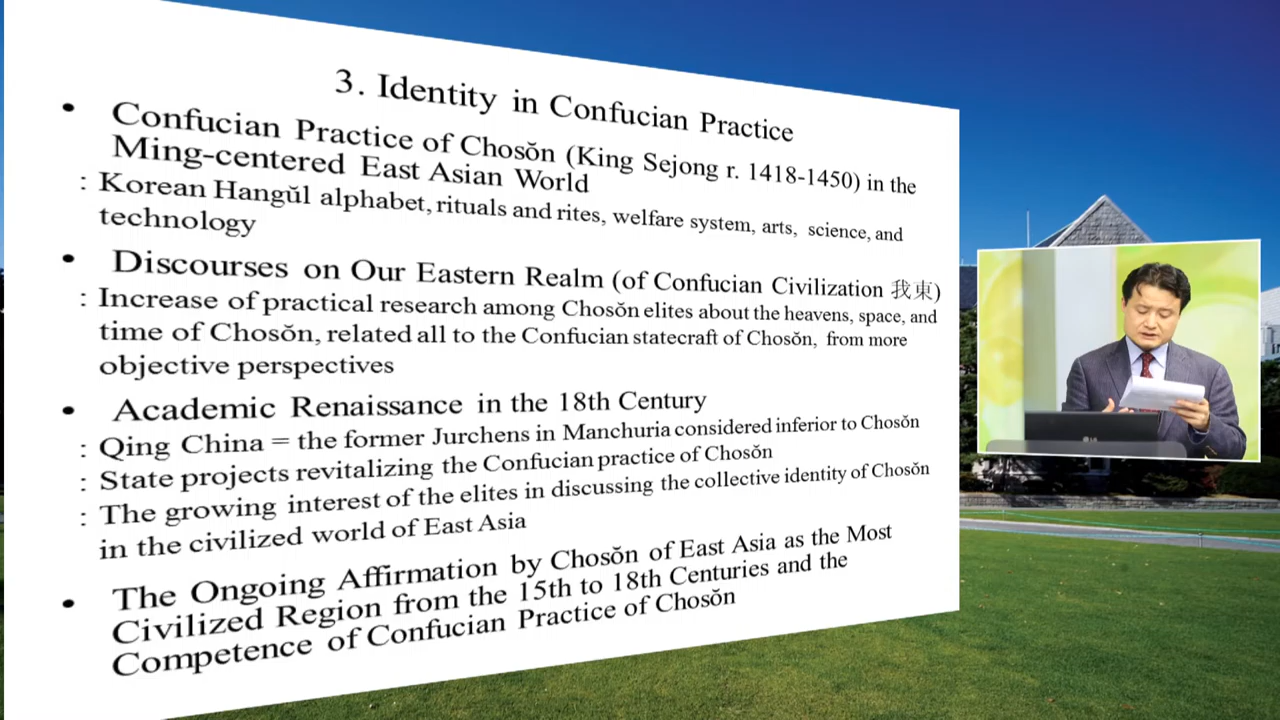 3. Identity in Confucian Practice
• Confucian Practice of Chosŏn (King Sejong r. 1418-1450) in the
Ming-centered East Asian World
: Korean Hangŭl alphabet, rituals and rites, welfare system, arts, science, and
technology
• Discourses on Our Eastern Realm (of Confucian Civilization 我東)
: Increase of practical research among Chosŏn elites about the heavens, space, and
time of Chosŏn, related all to the Confucian statecraft of Chosŏn, from more
objective perspectives
• Academic Renaissance in the 18th Century
: Qing China = the former Jurchens in Manchuria considered inferior to Chosŏn
: State projects revitalizing the Confucian practice of Chosŏn
: The growing interest of the elites in discussing the collective identity of Chosŏn
in the civilized world of East Asia
• The Ongoing Affirmation by Chosŏn of East Asia as the Most
Civilized Region from the 15th to 18th Centuries and the
Competence of Confucian Practice of Chosŏn
LG